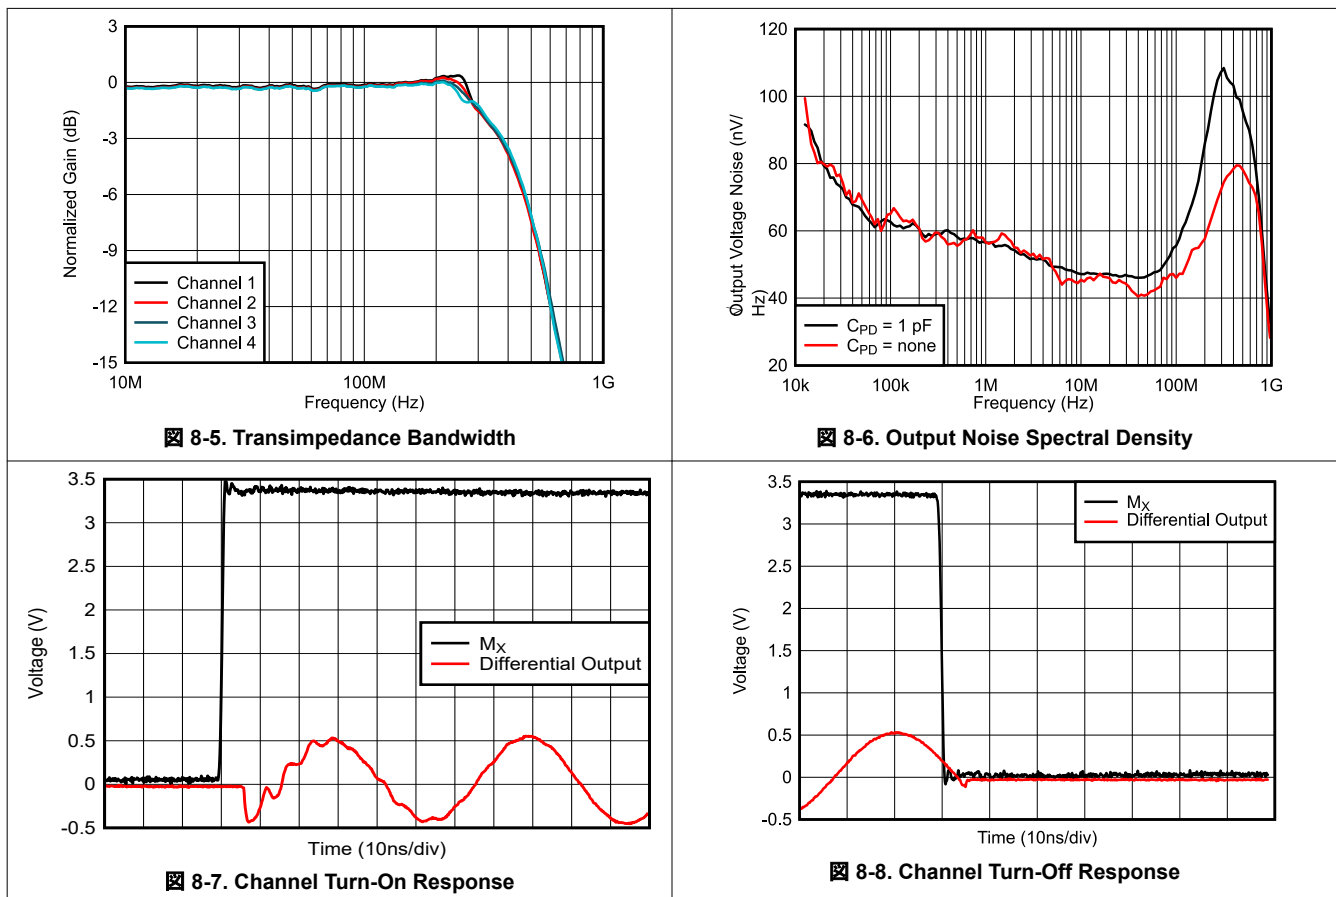 3
0
-3
-6
-9
-12
-15
Normalized Gain (dB)
Channel 1
Channel 2
Channel 3
Channel 4
10M
100M
1G
Frequency (Hz)
図 8-5. Transimpedance Bandwidth
120
100
80
60
40
20
Output Voltage Noise (nV/
√Hz)
C_PD = 1 pF
C_PD = none
10k
100k
1M
10M
100M
1G
Frequency (Hz)
図 8-6. Output Noise Spectral Density
3.5
3
2.5
2
1.5
1
0.5
0
-0.5
Voltage (V)
M_X
Differential Output
Time (10ns/div)
図 8-7. Channel Turn-On Response
3.5
3
2.5
2
1.5
1
0.5
0
-0.5
Voltage (V)
M_X
Differential Output
Time (10ns/div)
図 8-8. Channel Turn-Off Response